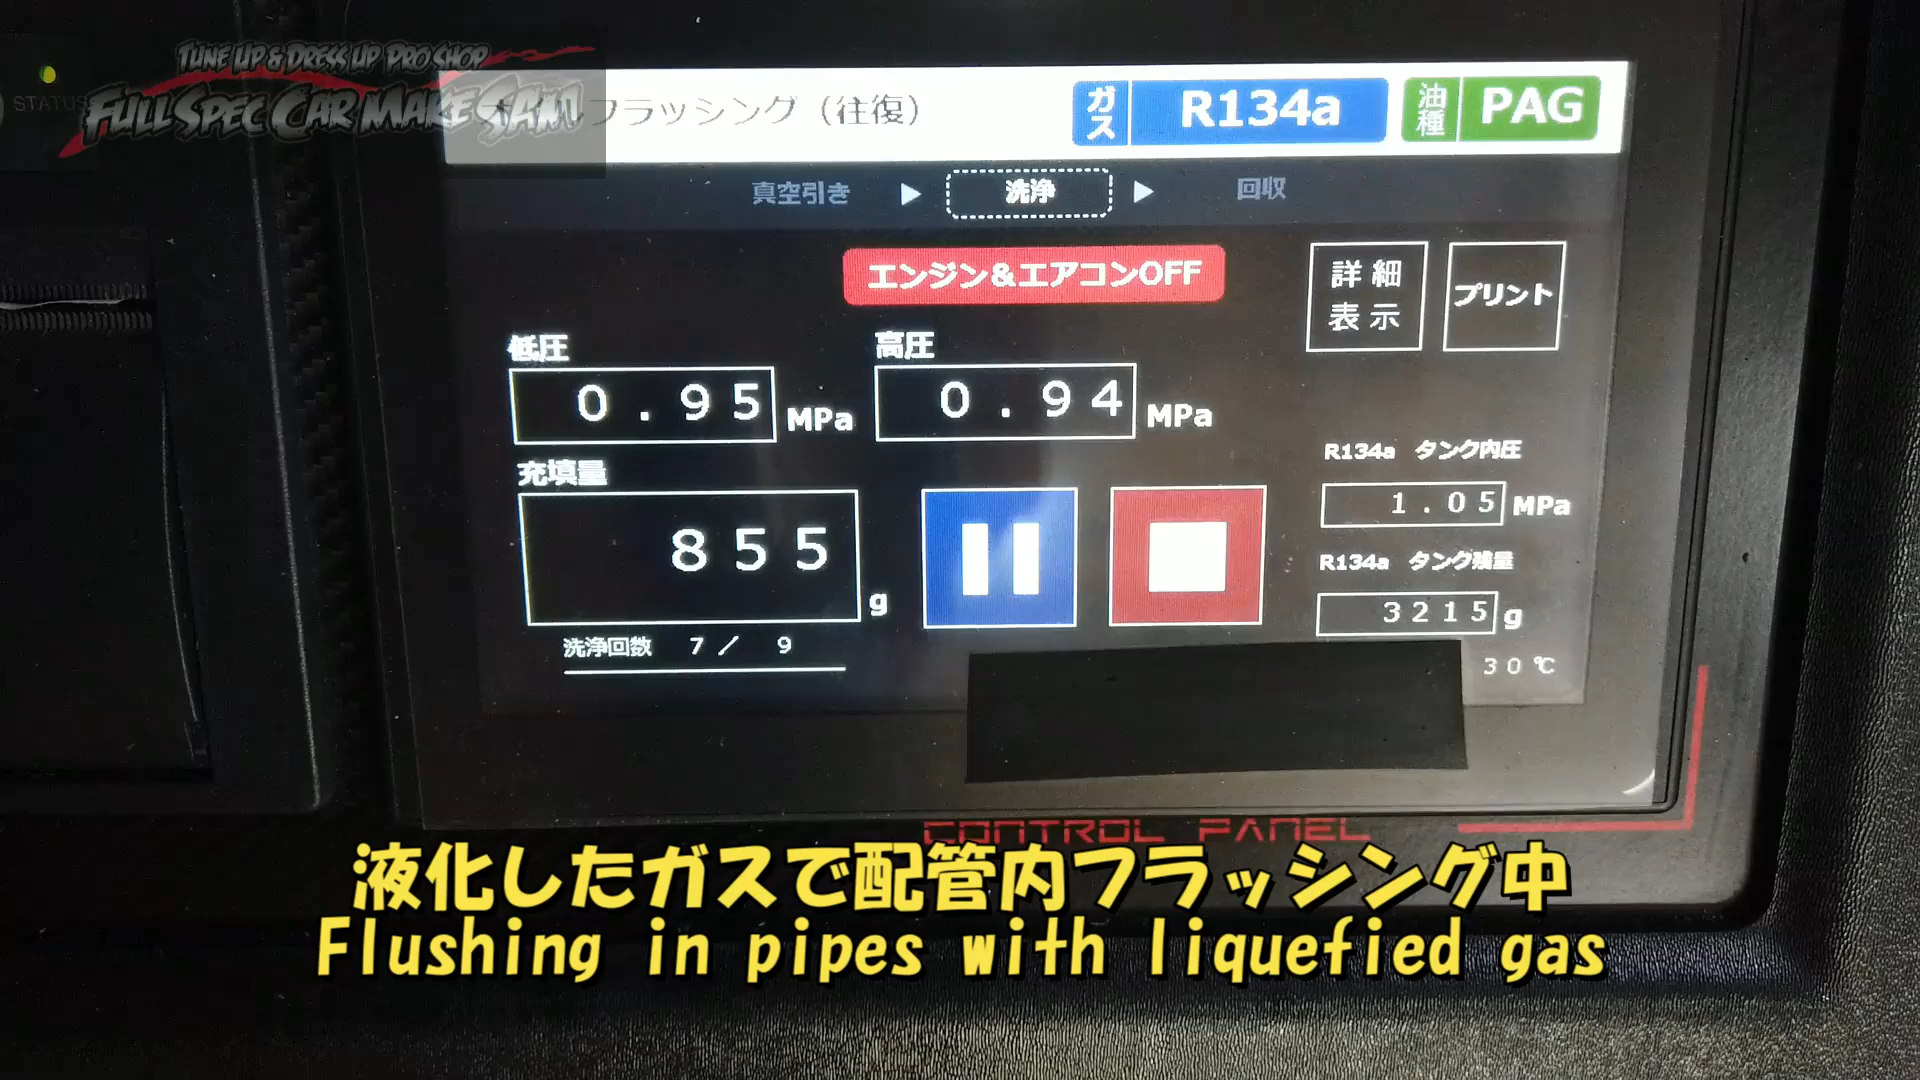 TUNE UP & DRESS UP PRO SHOP
FULL SPEC CAR MAKE SAM
STATUS
フラッシング（往復）
ガス R134a
油種 PAG
真空引き ▶ 洗浄 ▶ 回収
エンジン&エアコンOFF
詳細表示
プリント
低圧
0.95 MPa
高圧
0.94 MPa
充填量
855 g
洗浄回数 7/ 9
R134a タンク内圧
1.05 MPa
R134a タンク残量
3215 g
30℃
CONTROL PANEL
液化したガスで配管内フラッシング中
Flushing in pipes with liquefied gas